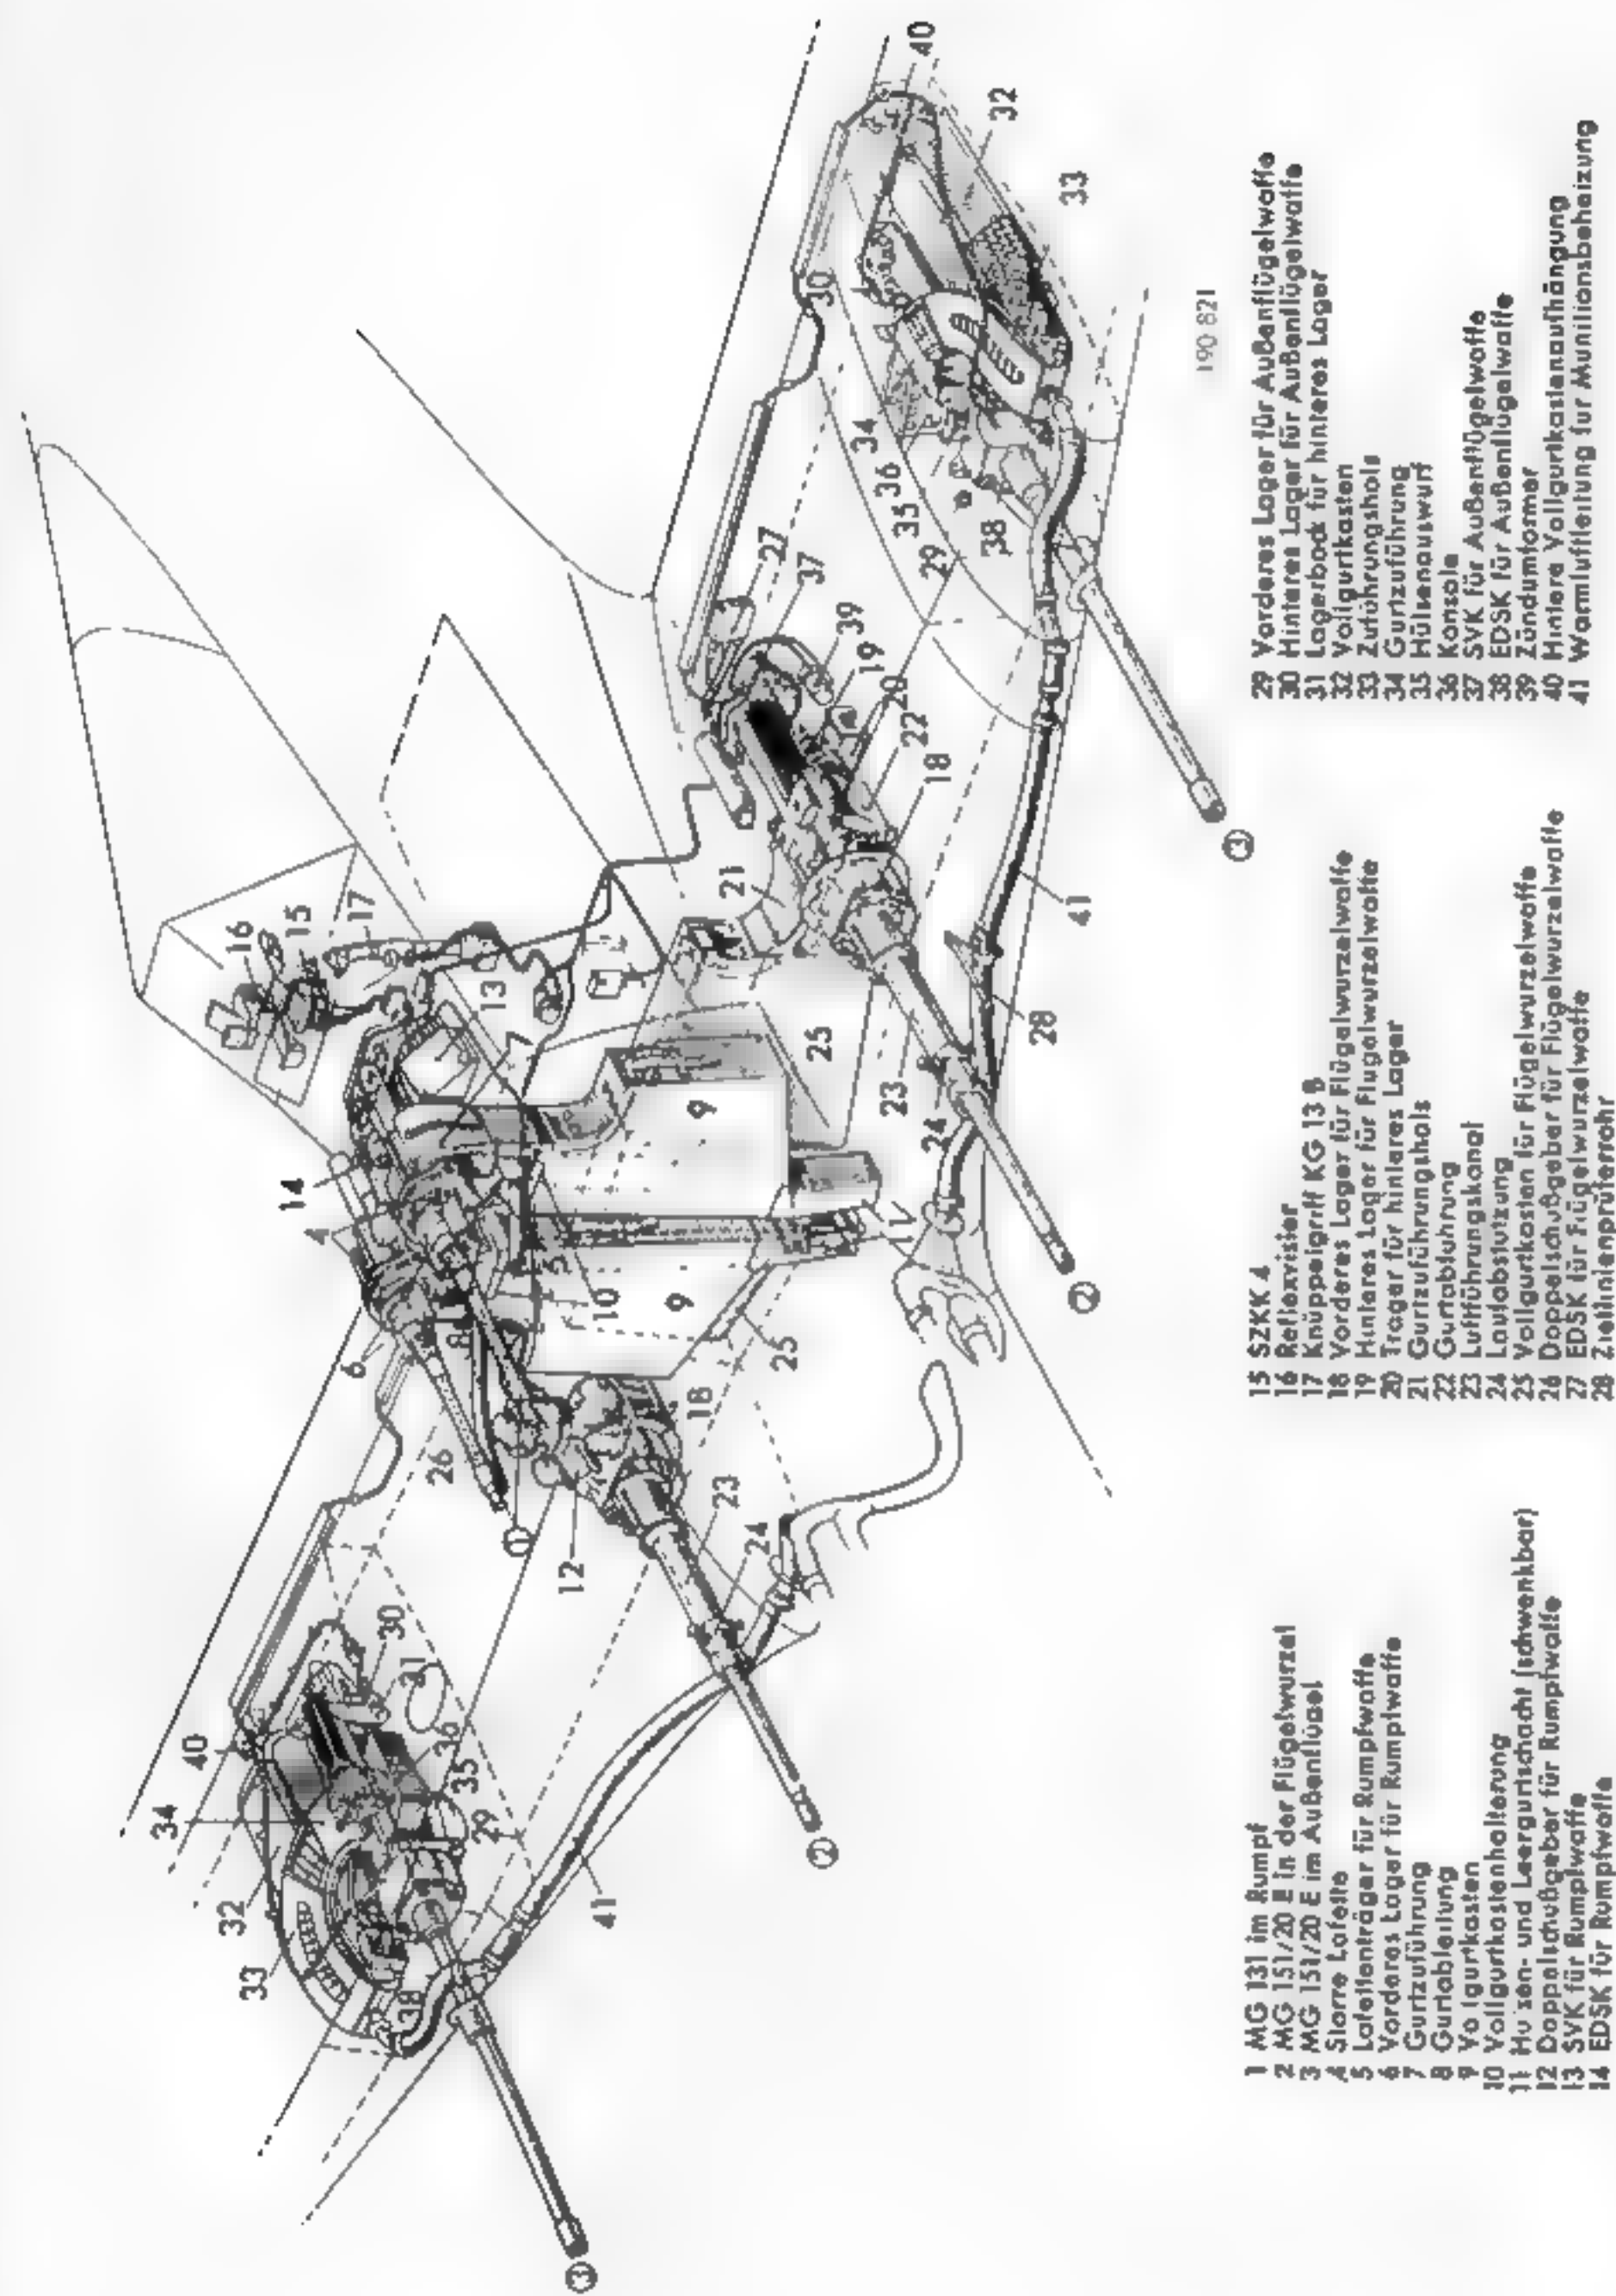 1 MG 131 im Rumpf
2 MG 151/20 E in der Flügelwurzel
3 MG 151/20 E im Außenflügel
4 Starre Lafette
5 Lafettenträger für Rumpfwaffe
6 Vorderes Lager für Rumpfwaffe
7 Gurtzuführung
8 Gurtableitung
9 Vollgurtkasten
10 Vollgurtkastenhalterung
11 Hülsen- und Leergurtschacht (schwenkbar)
12 Doppelschußgeber für Rumpfwaffe
13 SVK für Rumpfwaffe
14 EDSK für Rumpfwaffe
15 SZKK 4
16 Reflexvisier
17 Knüppelgriff KG 13 B
18 Vorderes Lager für Flügelwurzelwaffe
19 Hinteres Lager für Flügelwurzelwaffe
20 Träger für hinteres Lager
21 Gurtzuführungshals
22 Gurtabführung
23 Luftführungskanal
24 Laufabstützung
25 Vollgurtkasten für Flügelwurzelwaffe
26 Doppelschußgeber für Flügelwurzelwaffe
27 EDSK für Flügelwurzelwaffe
28 Ziellinienprüferrohr
190 821
29 Vorderes Lager für Außenflügelwaffe
30 Hinteres Lager für Außenflügelwaffe
31 Lagerbock für hinteres Lager
32 Vollgurtkasten
33 Zuführungshals
34 Gurtzuführung
35 Hülsenauswurf
36 Konsole
37 SVK für Außenflügelwaffe
38 EDSK für Außenflügelwaffe
39 Zündumformer
40 Hintere Vollgurtkastenaufhängung
41 Warmluftleitung für Munitionsbeheizung